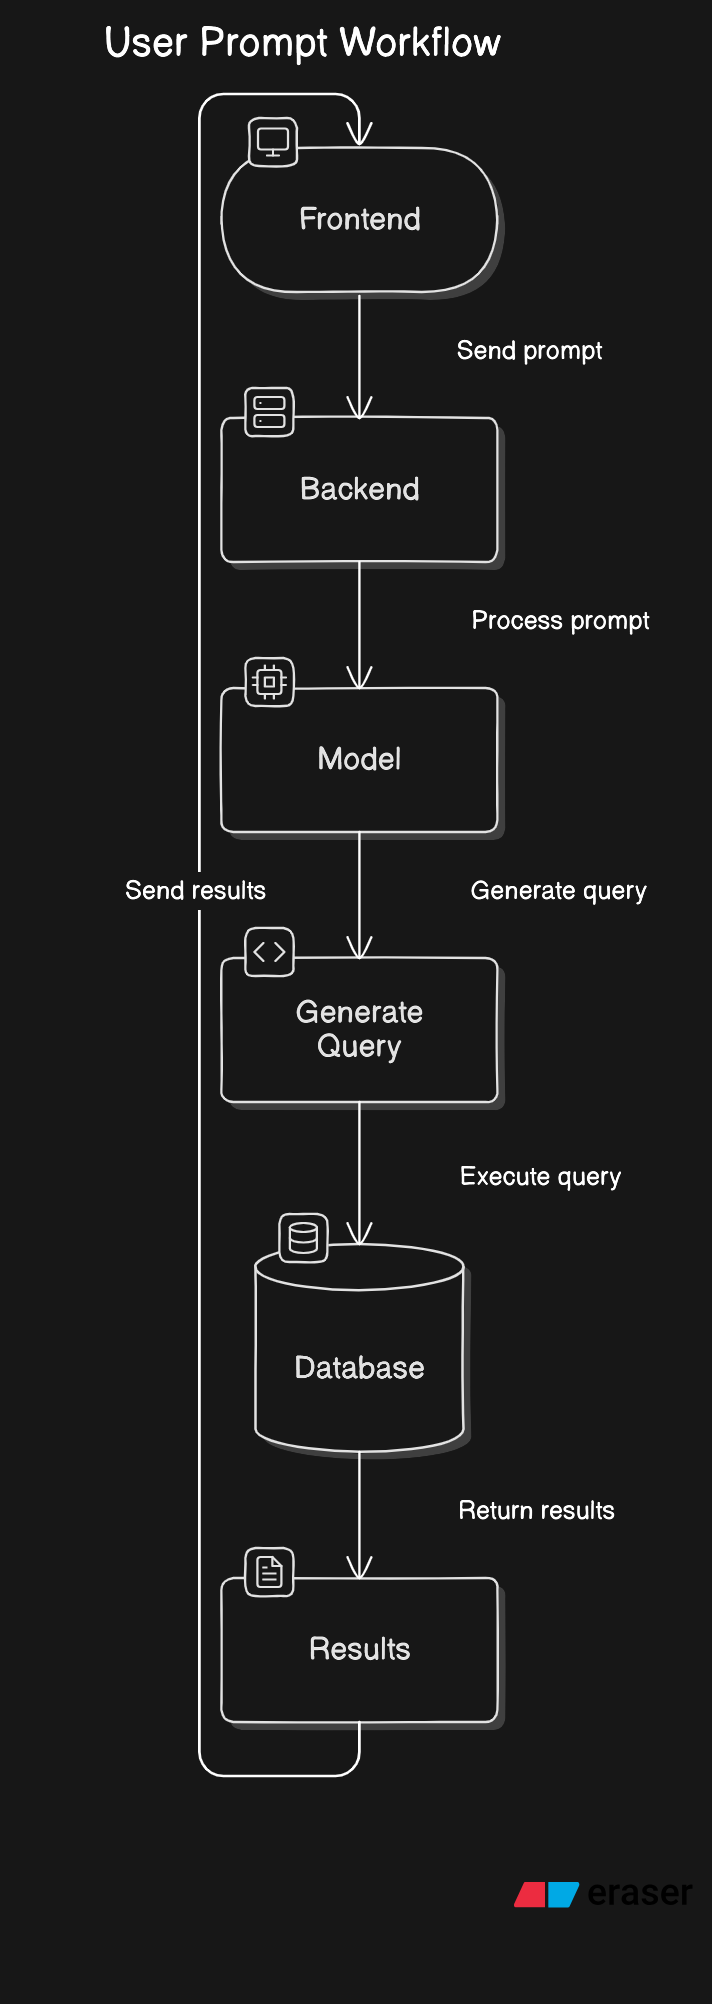 User Prompt Workflow
Frontend
Send prompt
Backend
Process prompt
Model
Send results
Generate query
Generate
Query
Execute query
Database
Return results
Results
eraser